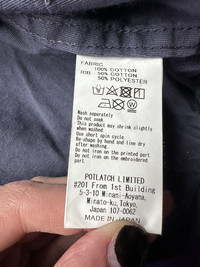 FABRIC
100% COTTON
RIB 50% COTTON
50% POLYESTER
Wash separately
Do not soak
This product may shrink slightly
when washed
Use short spin cycle
Re-shape by hand and line dry
when wet
Do not iron on the printed part.
Do not iron on the embroidered
part
POTLATCH LIMITED
#201 From 1st Building
5-3-10 Minami-Aoyama,
Minato-ku, Tokyo,
Japan 107-0062
MADE IN JAPAN